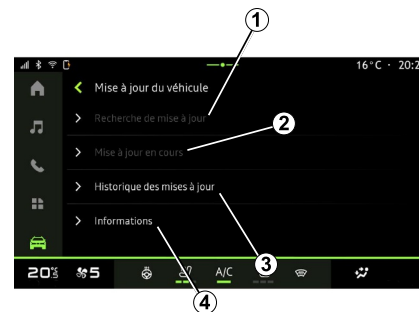 1
16°C · 20:2
Mise à jour du véhicule
Recherche de mise à jour
2
Mise à jour en cours
Historique des mises à jour
Informations
3
20°5 5 A/C
4